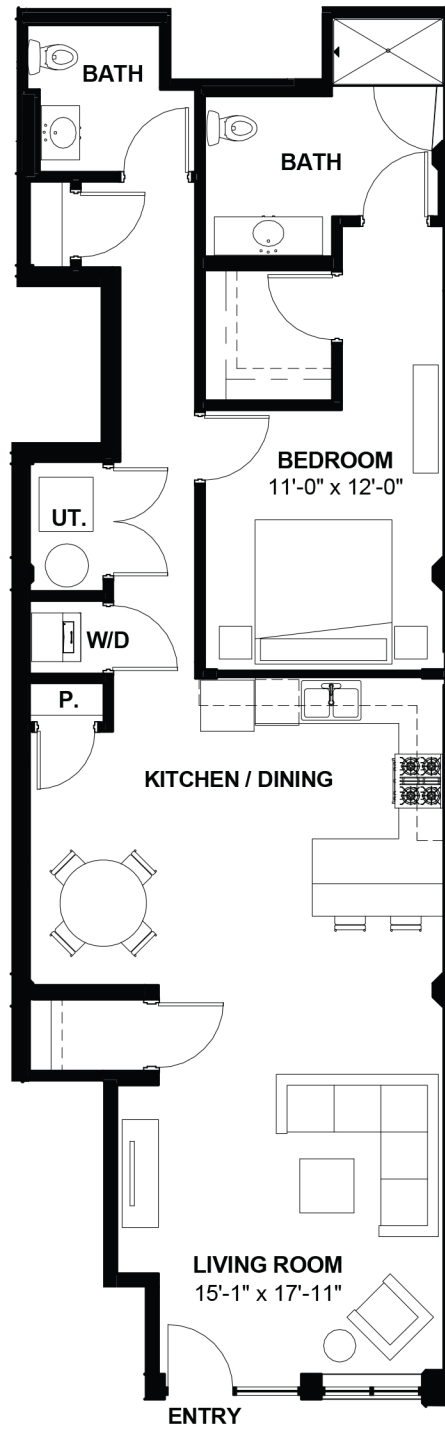 BATH
BATH
BEDROOM
11'-0" x 12'-0"
UT.
W/D
P.
KITCHEN / DINING
LIVING ROOM
15'-1" x 17'-11"
ENTRY